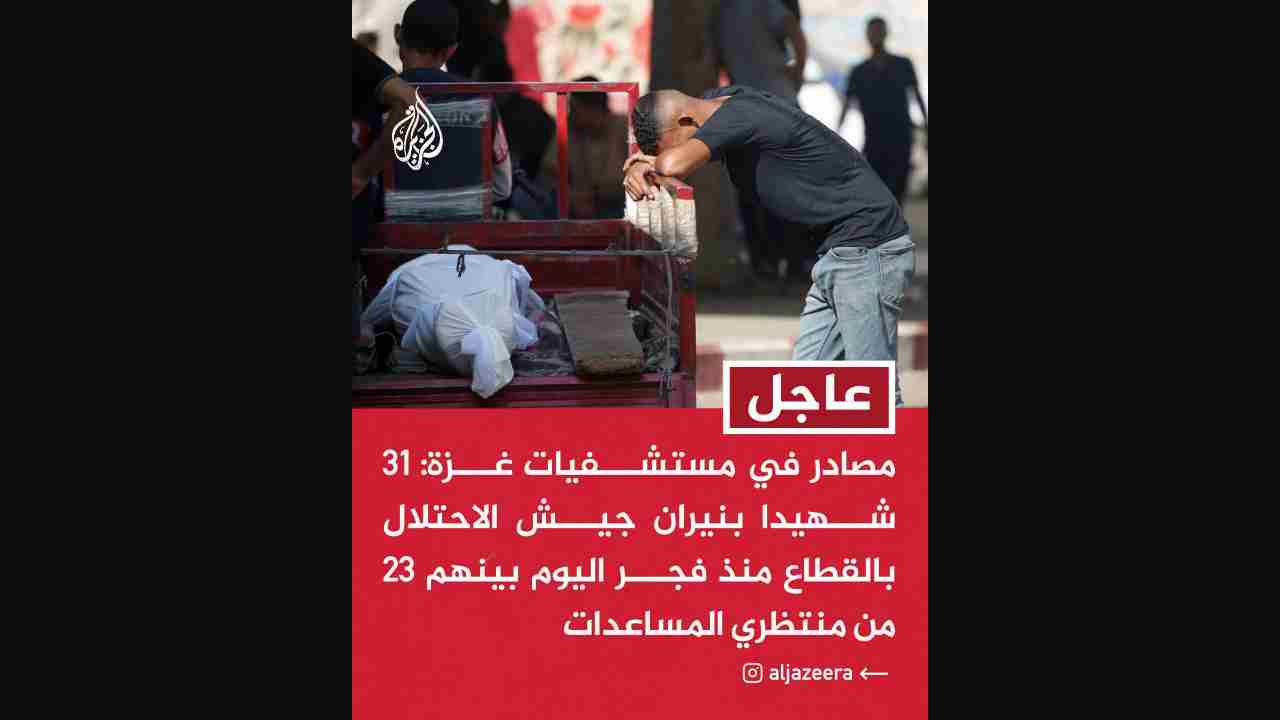 الجزيرة
عاجل
مصادر في مستشفيات غزة: 31
شهيدا بنيران جيش الاحتلال
بالقطاع منذ فجر اليوم بينهم 23
من منتظري المساعدات
aljazeera